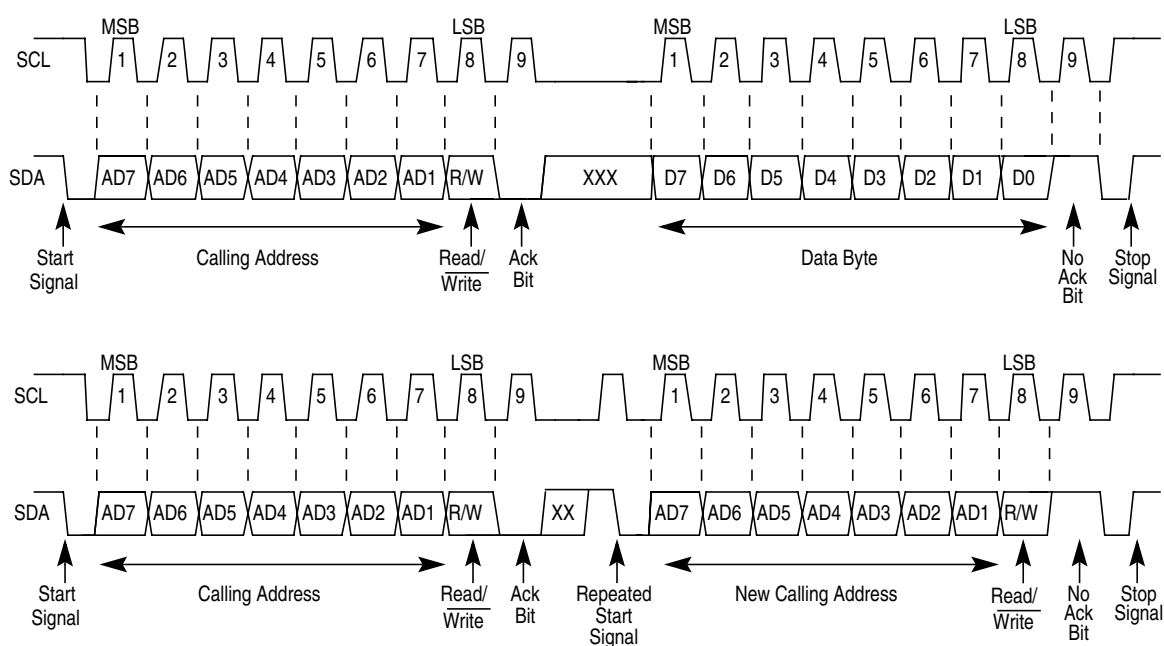 MSB LSB MSB LSB
SCL 1 2 3 4 5 6 7 8 9 1 2 3 4 5 6 7 8 9
SDA AD7 AD6 AD5 AD4 AD3 AD2 AD1 R/W XXX D7 D6 D5 D4 D3 D2 D1 D0
Start Signal
Calling Address
Read/
Write
Ack
Bit
Data Byte
No
Ack
Bit
Stop
Signal
MSB LSB MSB LSB
SCL 1 2 3 4 5 6 7 8 9 1 2 3 4 5 6 7 8 9
SDA AD7 AD6 AD5 AD4 AD3 AD2 AD1 R/W XX AD7 AD6 AD5 AD4 AD3 AD2 AD1 R/W
Start
Signal
Calling Address
Read/
Write
Ack
Bit
Repeated
Start
Signal
New Calling Address
Read/
Write
No
Ack
Bit
Stop
Signal